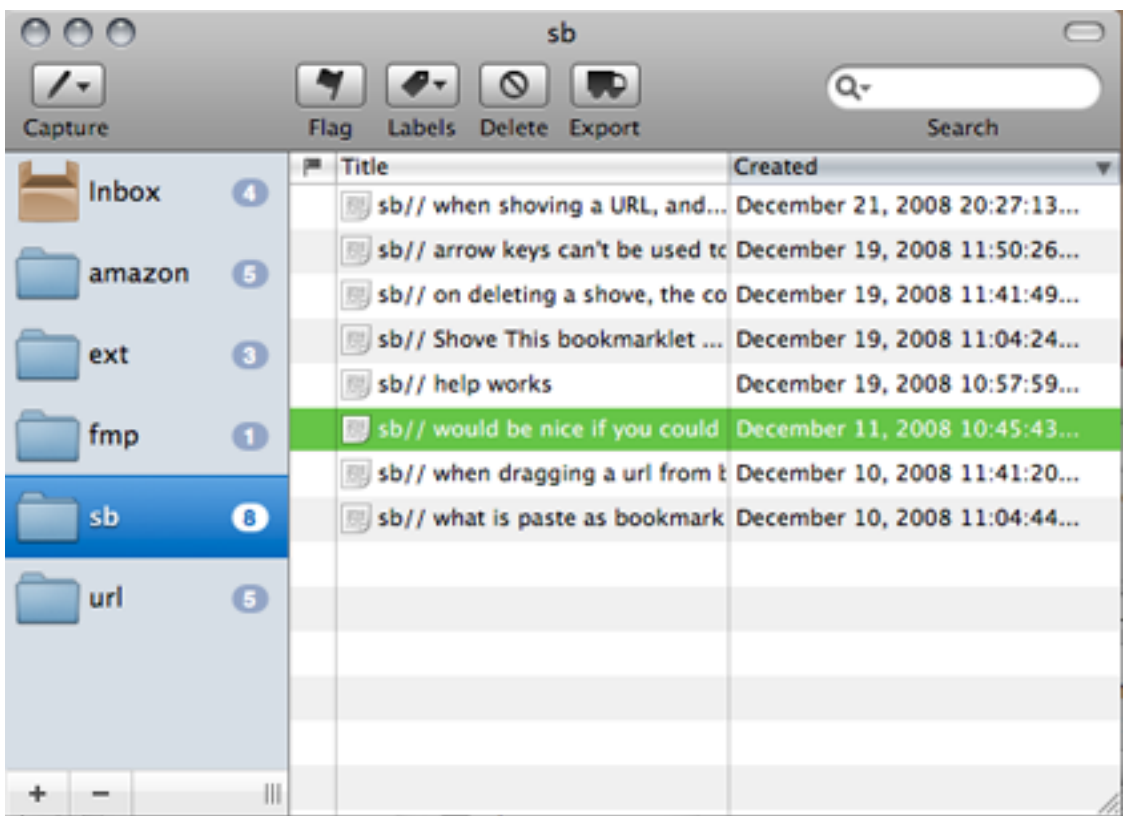 sb
Capture
Flag Labels Delete Export
Search
Inbox 4
amazon 5
ext 3
fmp 1
sb 8
url 5
Title Created
sb// when shoving a URL, and... December 21, 2008 20:27:13...
sb// arrow keys can't be used to December 19, 2008 11:50:26...
sb// on deleting a shove, the co December 19, 2008 11:41:49...
sb// Shove This bookmarklet ... December 19, 2008 11:04:24...
sb// help works December 19, 2008 10:57:59...
sb// would be nice if you could December 11, 2008 10:45:43...
sb// when dragging a url from b December 10, 2008 11:41:20...
sb// what is paste as bookmark December 10, 2008 11:04:44...